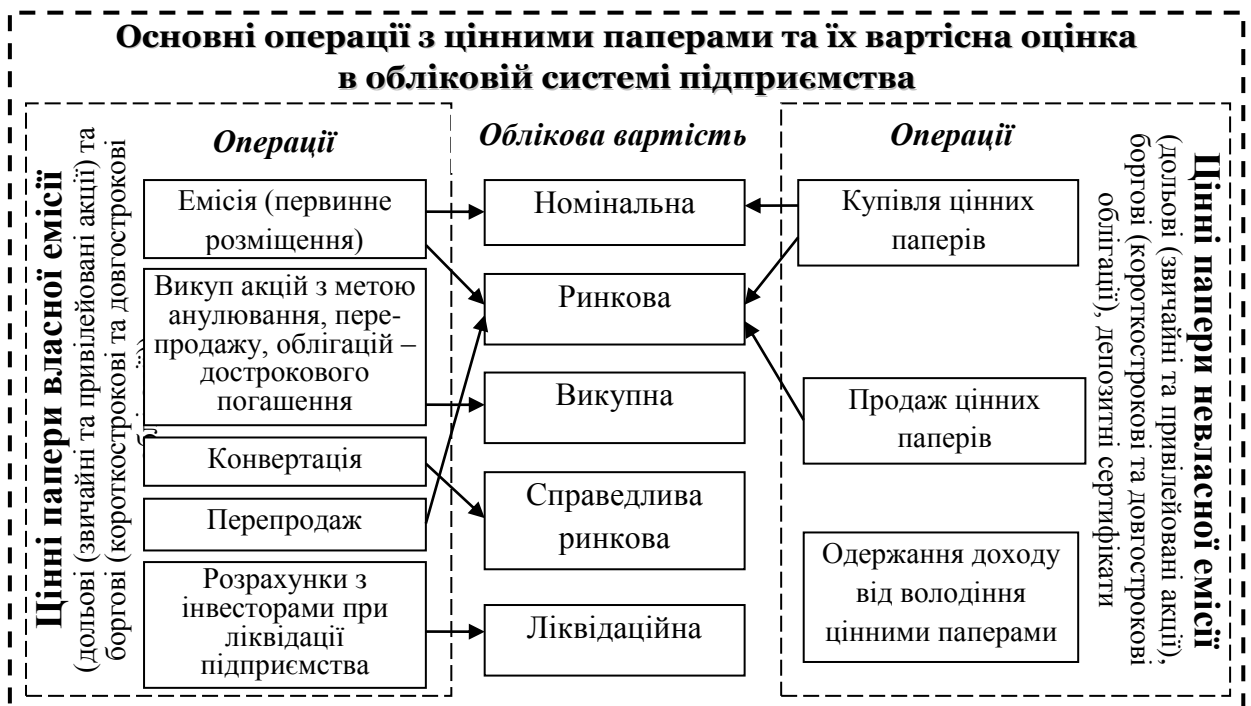 Основні операції з цінними паперами та їх вартісна оцінка
в обліковій системі підприємства
Цінні папери власної емісії
(дольові (звичайні та привілейовані акції) та
боргові (короткострокові та довгострокові
Операції
Емісія (первинне
розміщення)
Викуп акцій з метою
анулювання, пере-
продажу, облігацій –
дострокового
погашення
Конвертація
Перепродаж
Розрахунки з
інвесторами при
ліквідації
підприємства
Облікова вартість
Номінальна
Ринкова
Викупна
Справедлива
ринкова
Ліквідаційна
Операції
Купівля цінних
паперів
Продаж цінних
паперів
Одержання доходу
від володіння
цінними паперами
Цінні папери невласної емісії
(дольові (звичайні та привілейовані акції),
боргові (короткострокові та довгострокові
облігації), депозитні сертифікати